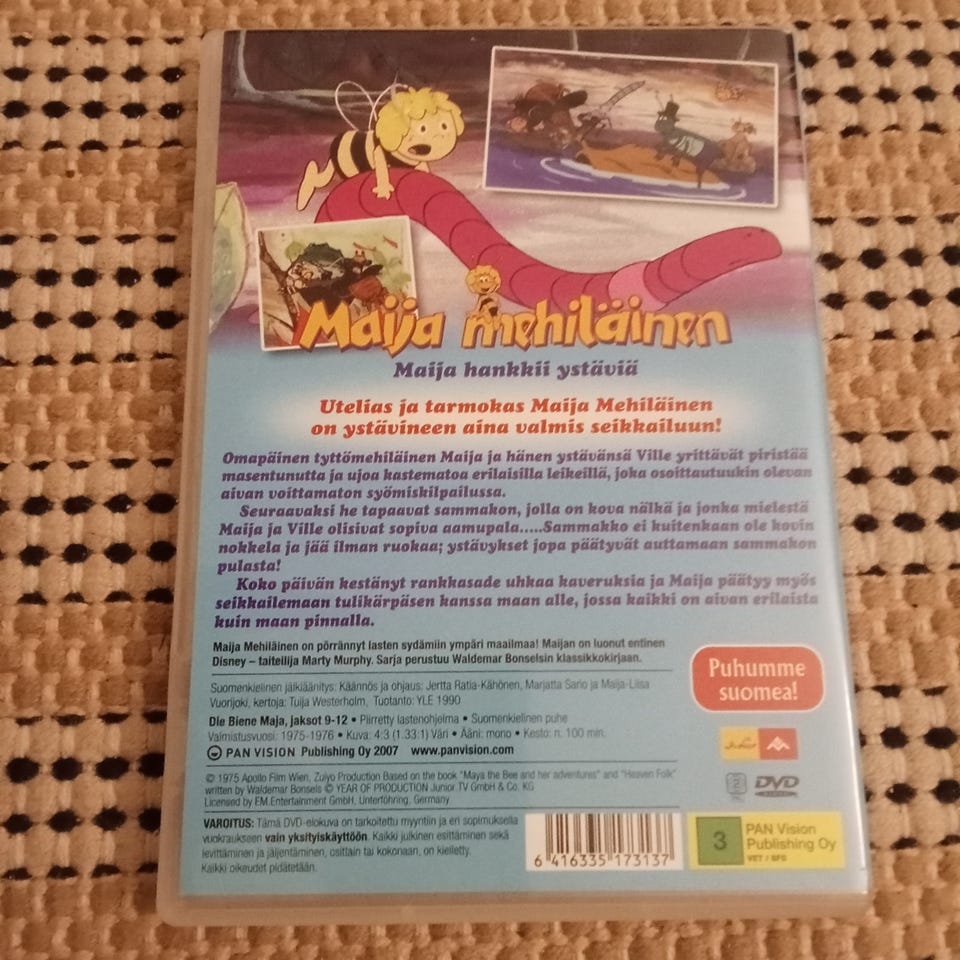 Maija mehiläinen
Maija hankkii ystäviä
Utelias ja tarmokas Maija Mehiläinen
on ystävineen aina valmis seikkailuun!
Omapäinen tyttömehiläinen Maija ja hänen ystävänsä Ville yrittävät piristää
masentunutta ja ujoa kastematoa erilaisilla leikeillä, joka osoittautuukin olevan
aivan voittamaton syömiskilpailussa.
Seuraavaksi he tapaavat sammakon, jolla on kova nälkä ja jonka mielestä
Maija ja Ville olisivat sopiva aamupala.....Sammakko ei kuitenkaan ole kovin
nokkela ja jää ilman ruokaa; ystävykset jopa päätyvät auttamaan sammakon
pulasta!
Koko päivän kestänyt rankkasade uhkaa kaveruksia ja Maija päätyy myös
seikkailemaan tulikärpäsen kanssa maan alle, jossa kaikki on aivan erilaista
kuin maan pinnalla.
Maija Mehiläinen on pörrännyt lasten sydämiin ympäri maailmaa! Maijan on luonut entinen
Disney – taiteilija Marty Murphy. Sarja perustuu Waldemar Bonselsin klassikkokirjaan.
Puhumme
suomea!
Suomenkielinen jälkiäänitys: Käännös ja ohjaus: Jertta Ratia-Kähönen, Marjatta Sario ja Maija-Liisa
Vuorijoki, kertoja: Tuija Westerholm, Tuotanto: YLE 1990
Die Biene Maja, jaksot 9-12 • Piirretty lastenohjelma • Suomenkielinen puhe
Valmistusvuosi: 1975-1976 • Kuva: 4:3 (1.33:1) Väri • Ääni: mono • Kesto: n. 100 min.
PAN VISION Publishing Oy 2007 www.panvision.com
© 1975 Apollo Film Wien, Zuiyo Production Based on the book "Maya the Bee and her adventures" and "Heaven Folk"
written by Waldemar Bonsels © YEAR OF PRODUCTION Junior TV GmbH & Co. KG
Licensed by EM.Entertainment GmbH, Unterföhring, Germany
DVD
VAROITUS: Tämä DVD-elokuva on tarkoitettu myyntiin ja eri sopimuksella
vuokraukseen vain yksityiskäyttöön. Kaikki julkinen esittäminen sekä
levittäminen ja jäljentäminen, osittain tai kokonaan, on kielletty.
Kaikki oikeudet pidätetään.
6 416335 173137
3
PAN Vision
Publishing Oy
VET / SFS